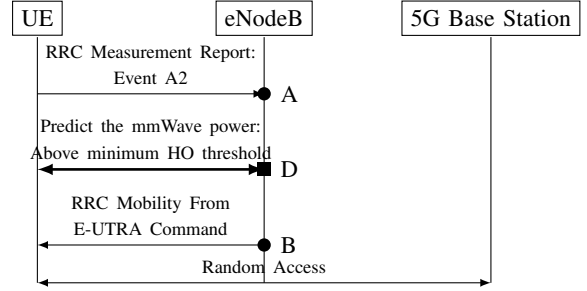 UE eNodeB 5G Base Station
RRC Measurement Report:
Event A2
A
Predict the mmWave power:
Above minimum HO threshold
D
RRC Mobility From
E-UTRA Command
B
Random Access